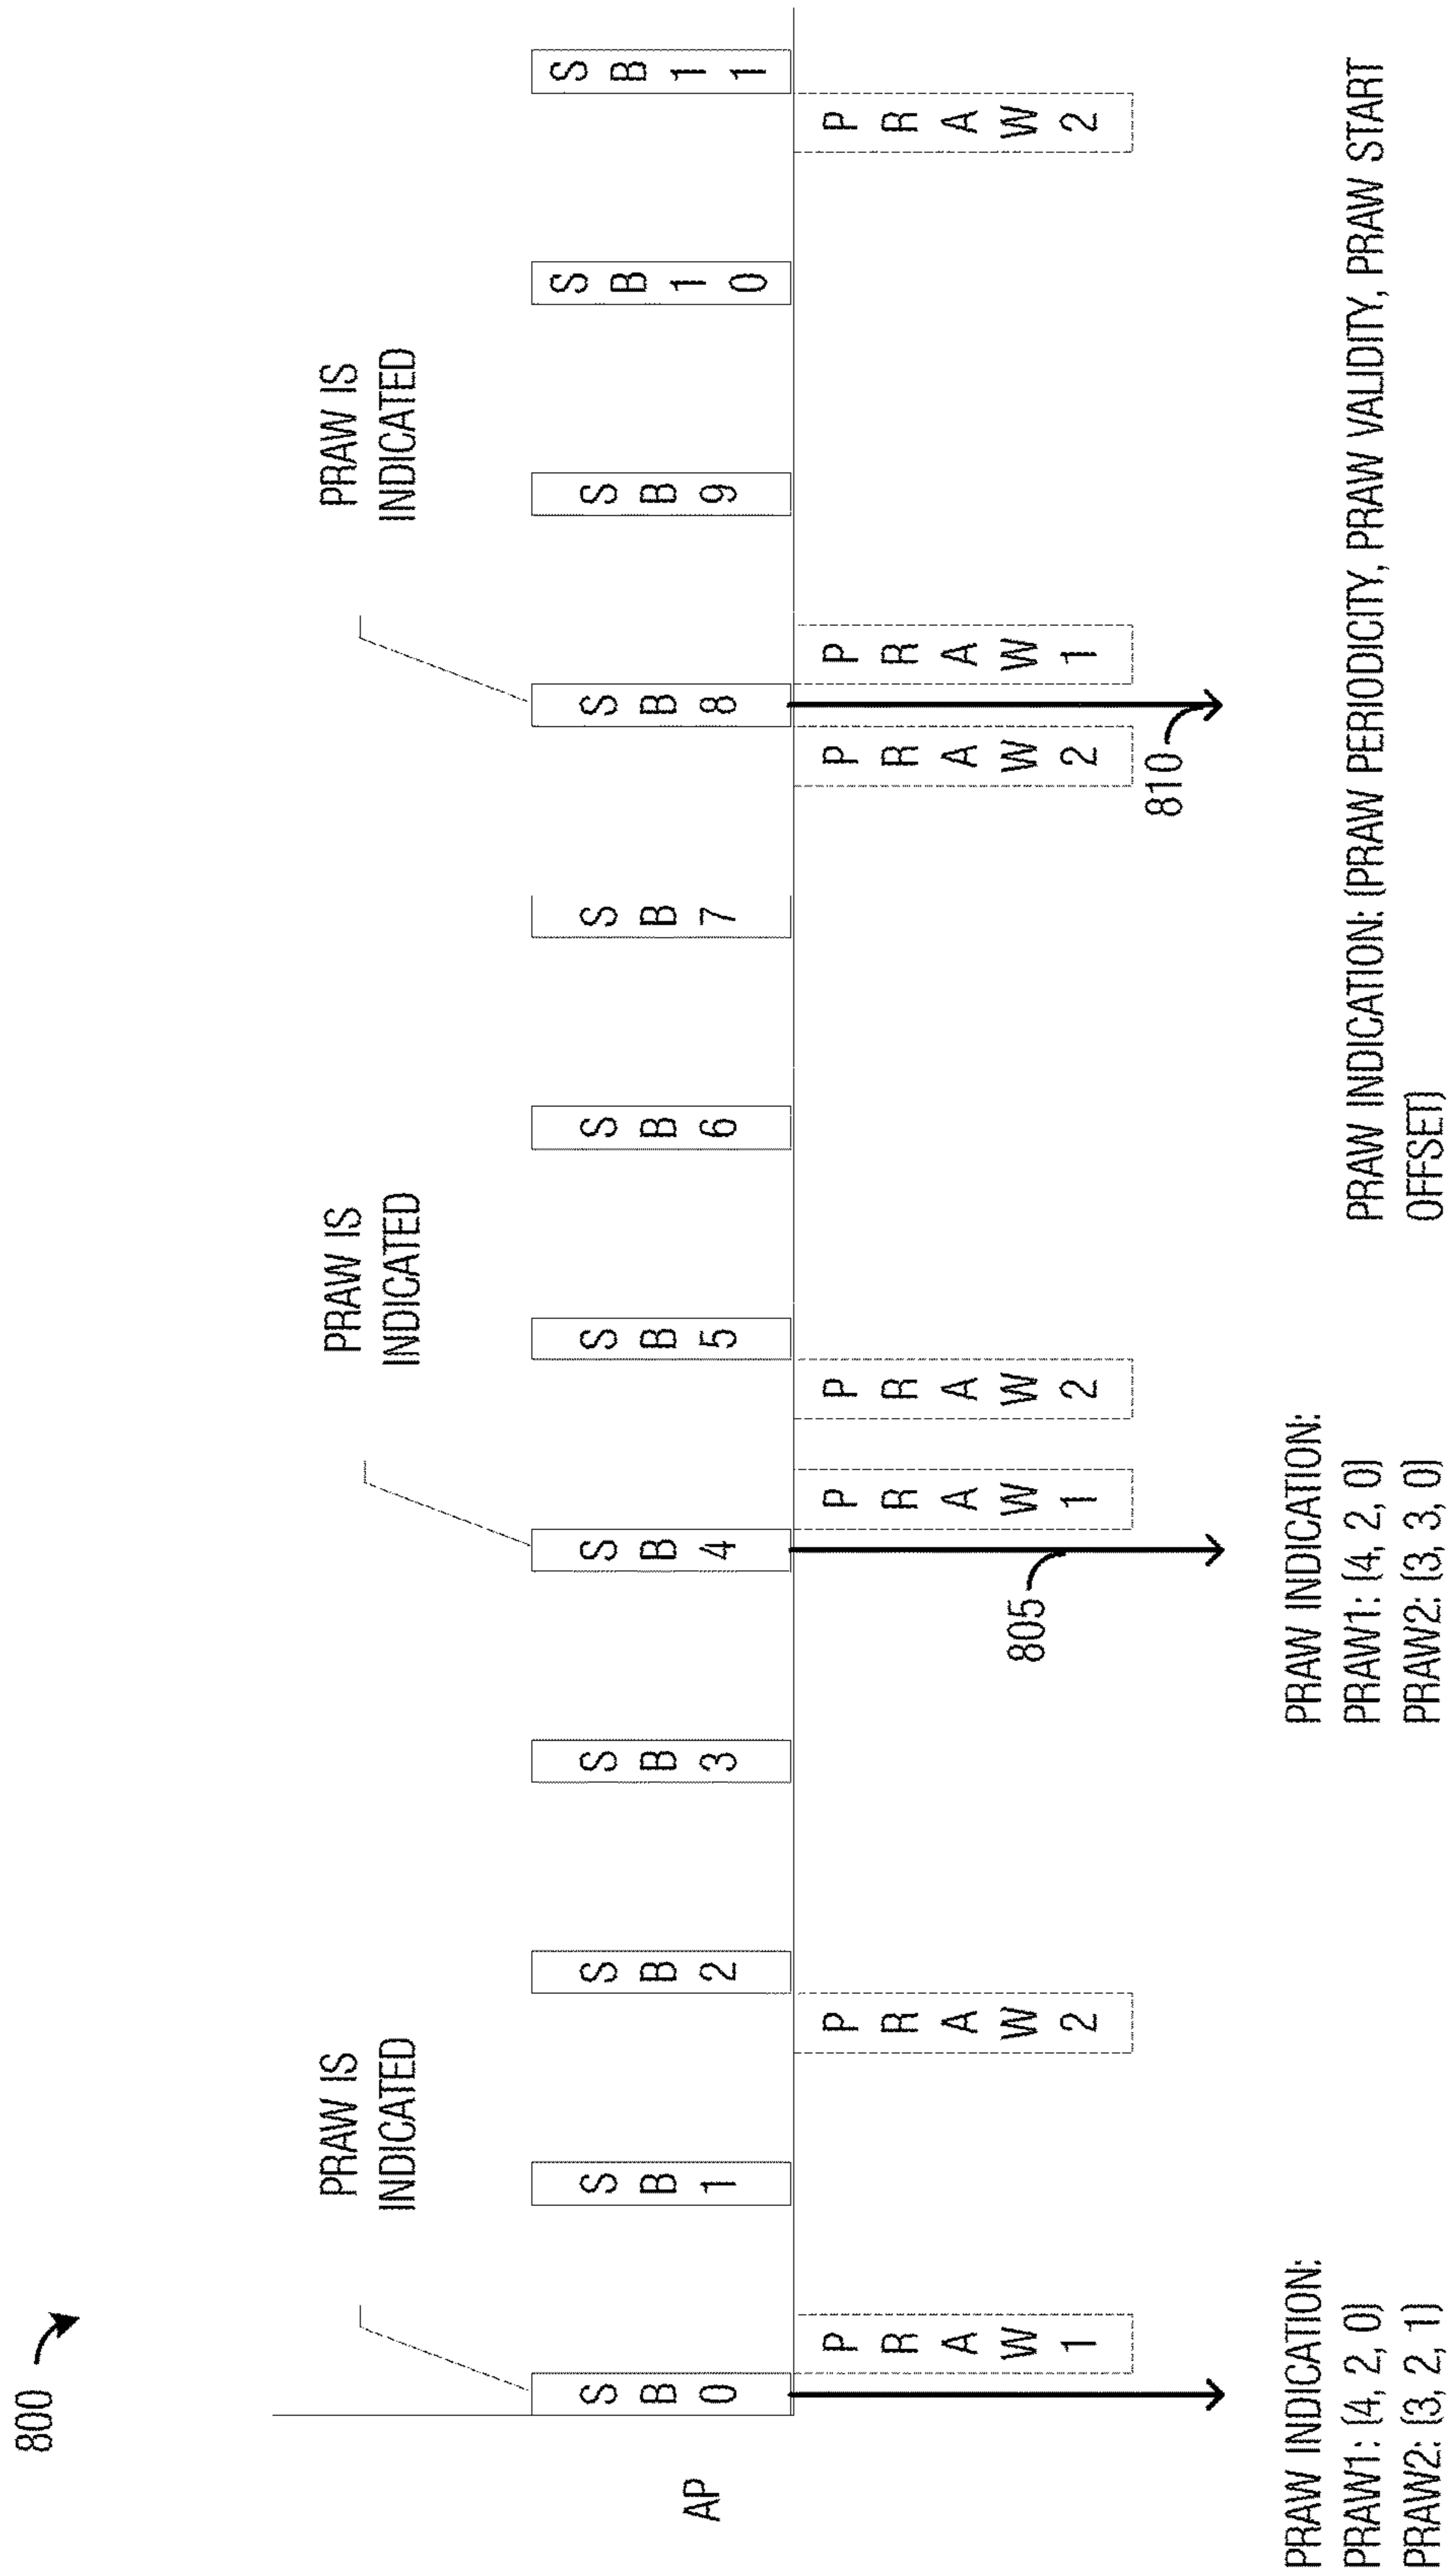 800
PRAW IS
INDICATED
PRAW IS
INDICATED
PRAW IS
INDICATED
AP
SB0
SB1
SB2
SB3
SB4
SB5
SB6
SB7
SB8
SB9
SB10
SB11
PRAW1
PRAW2
PRAW1
PRAW2
PRAW2
PRAW1
PRAW2
805
810
PRAW INDICATION:
PRAW1: (4, 2, 0)
PRAW2: (3, 2, 1)
PRAW INDICATION:
PRAW1: (4, 2, 0)
PRAW2: (3, 3, 0)
PRAW INDICATION: (PRAW PERIODICITY, PRAW VALIDITY, PRAW START
OFFSET)